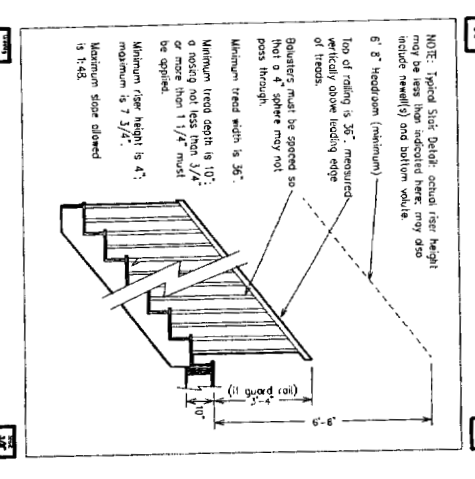 NOTE: Typical Stair Detail: actual riser height
may be less than indicated here; may also
include newell(s) and bottom volute.
6' 8" Headroom (minimum)
Top of railing is 36", measured
vertically above leading edge
of treads.
Balusters must be spaced so
that a 4" sphere may not
pass through.
Minimum tread width is 36".
Minimum tread depth is 10";
a nosing not less than 3/4"
or more than 1 1/4" must
be applied.
Minimum riser height is 4";
maximum is 7 3/4".
Maximum slope allowed
is 1:48.
(if guard rail)
3'-4"
10"
6'-8"